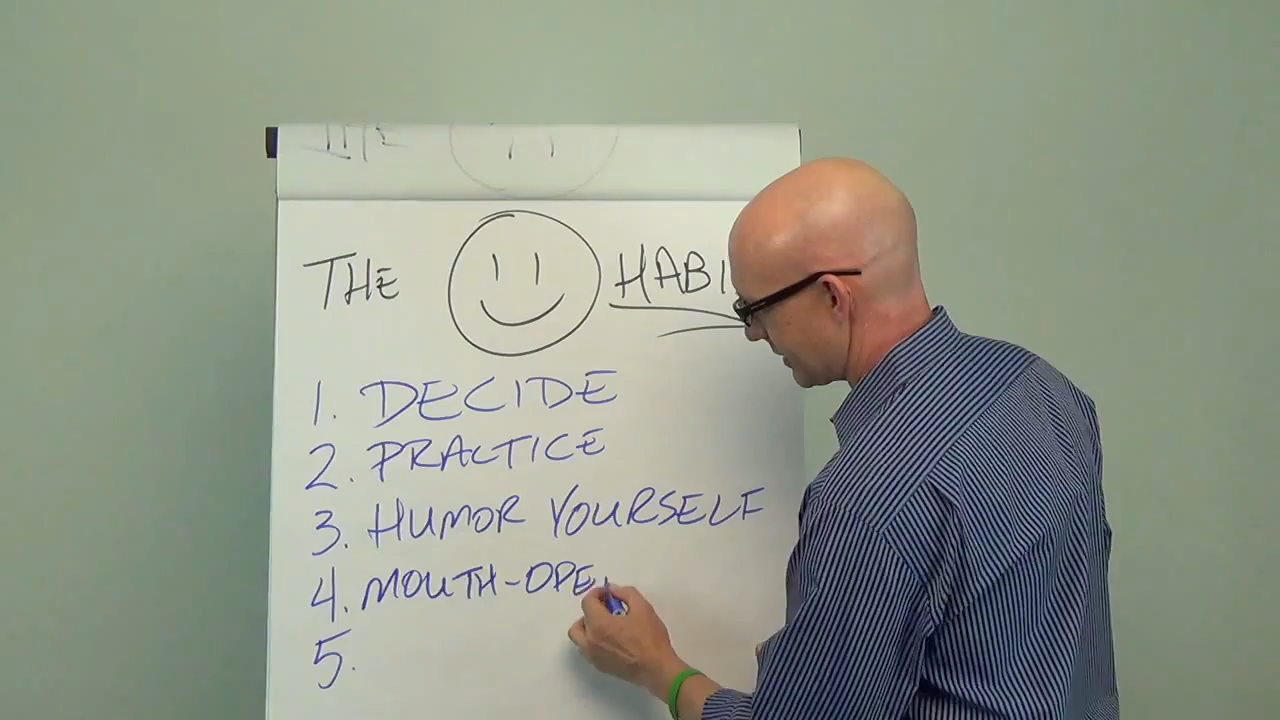 THE HABI
1. DECIDE
2. PRACTICE
3. HUMOR YOURSELF
4. MOUTH-OPE
5.